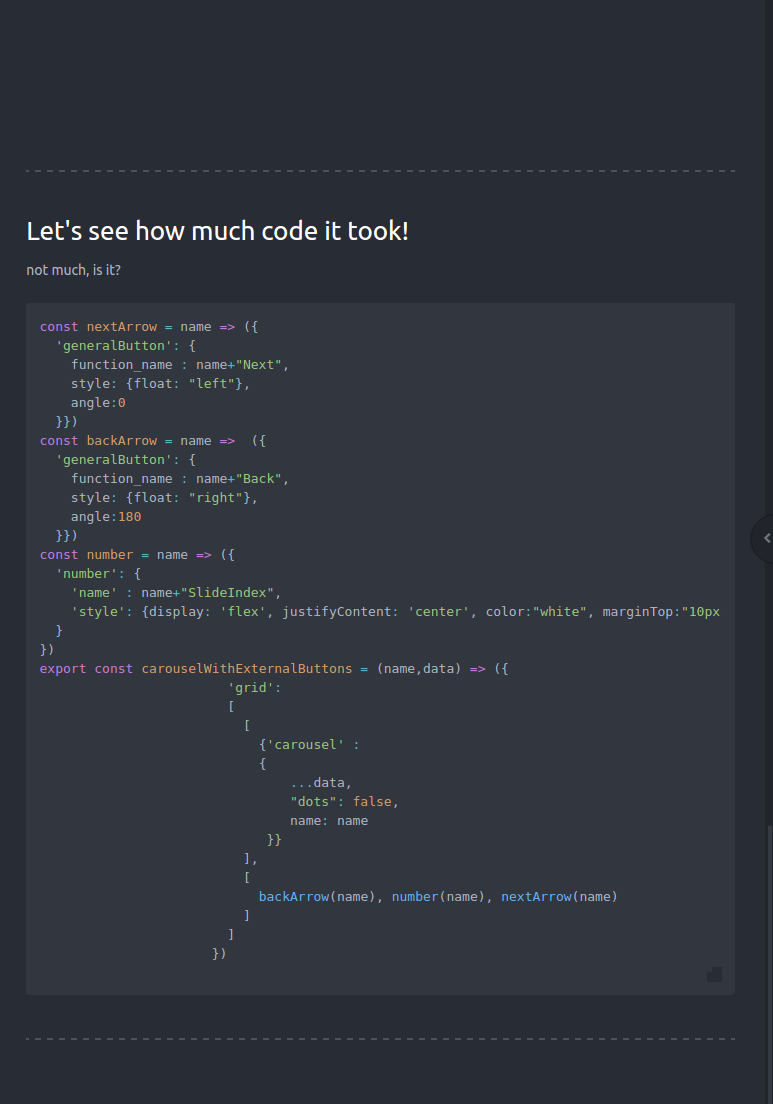 Let's see how much code it took!
not much, is it?
const nextArrow = name => ({
  'generalButton': {
    function_name : name+"Next",
    style: {float: "left"},
    angle:0
  }})
const backArrow = name =>  ({
  'generalButton': {
    function_name : name+"Back",
    style: {float: "right"},
    angle:180
  }})
const number = name => ({
  'number': {
    'name' : name+"SlideIndex",
    'style': {display: 'flex', justifyContent: 'center', color:"white", marginTop:"10px
  }
})
export const carouselWithExternalButtons = (name,data) => ({
                        'grid':
                        [
                          [
                            {'carousel' :
                            {
                                ...data,
                                "dots": false,
                                name: name
                             }}
                          ],
                          [
                            backArrow(name), number(name), nextArrow(name)
                          ]
                        ]
                      })